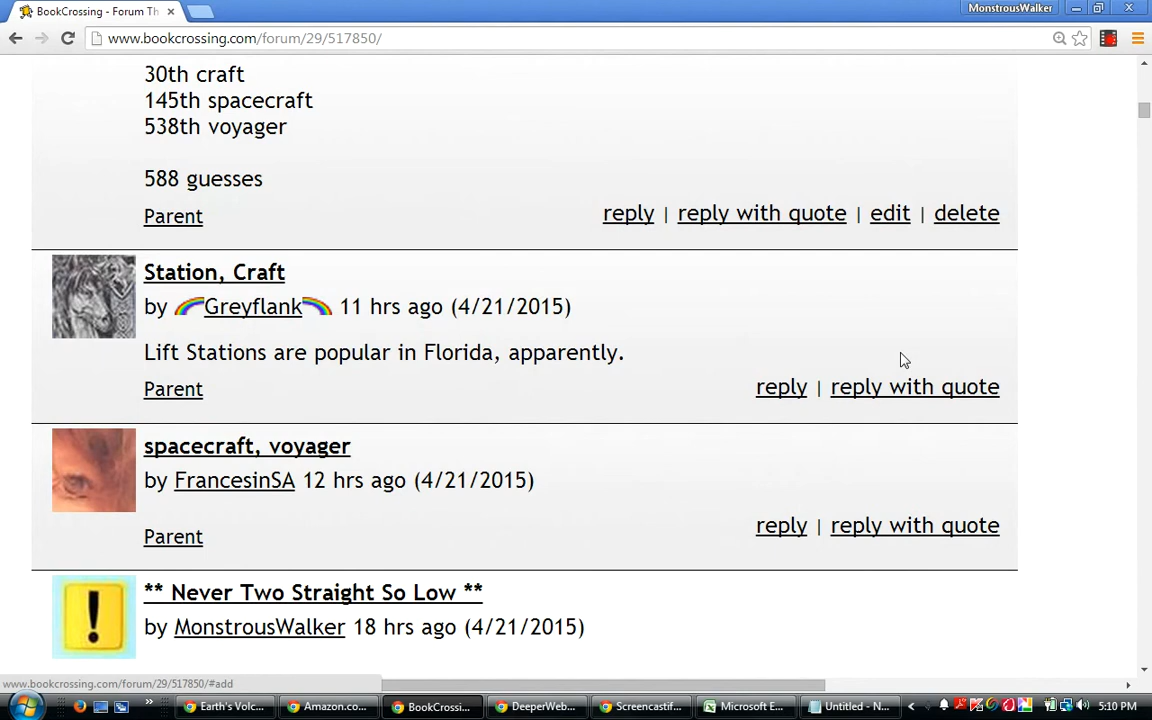 BookCrossing - Forum Th
MonstrousWalker
www.bookcrossing.com/forum/29/517850/
30th craft
145th spacecraft
538th voyager
588 guesses
Parent
reply | reply with quote | edit | delete
Station, Craft
by Greyflank 11 hrs ago (4/21/2015)
Lift Stations are popular in Florida, apparently.
Parent
reply | reply with quote
spacecraft, voyager
by FrancesinSA 12 hrs ago (4/21/2015)
Parent
reply | reply with quote
** Never Two Straight So Low **
by MonstrousWalker 18 hrs ago (4/21/2015)
www.bookcrossing.com/forum/29/517850/#add
Earth's Volc...
Amazon.co...
BookCrossi...
DeeperWeb...
Screencastif...
Microsoft E...
Untitled - N...
5:10 PM